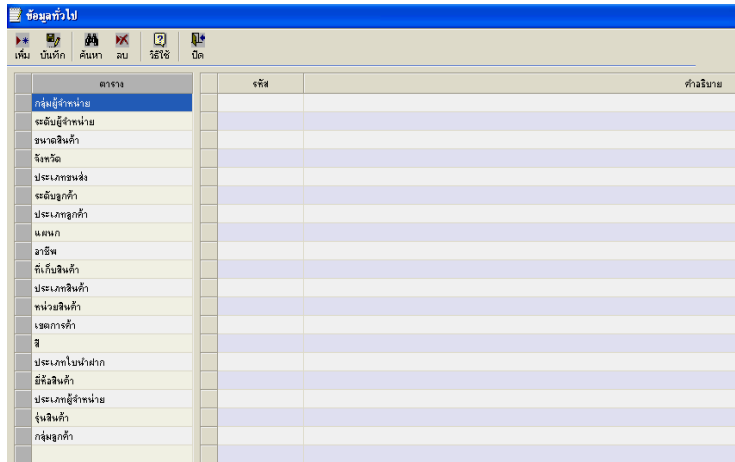 ข้อมูลทั่วไป
เพิ่ม บันทึก ค้นหา ลบ วิธีใช้ ปิด
ตาราง รหัส คำอธิบาย
กลุ่มผู้จำหน่าย
ระดับผู้จำหน่าย
ขนาดสินค้า
จังหวัด
ประเภทขนส่ง
ระดับลูกค้า
ประเภทลูกค้า
แผนก
อาชีพ
ที่เก็บสินค้า
ประเภทสินค้า
หน่วยสินค้า
เขตการค้า
สี
ประเภทใบนำฝาก
ยี่ห้อสินค้า
ประเภทผู้จำหน่าย
รุ่นสินค้า
กลุ่มลูกค้า